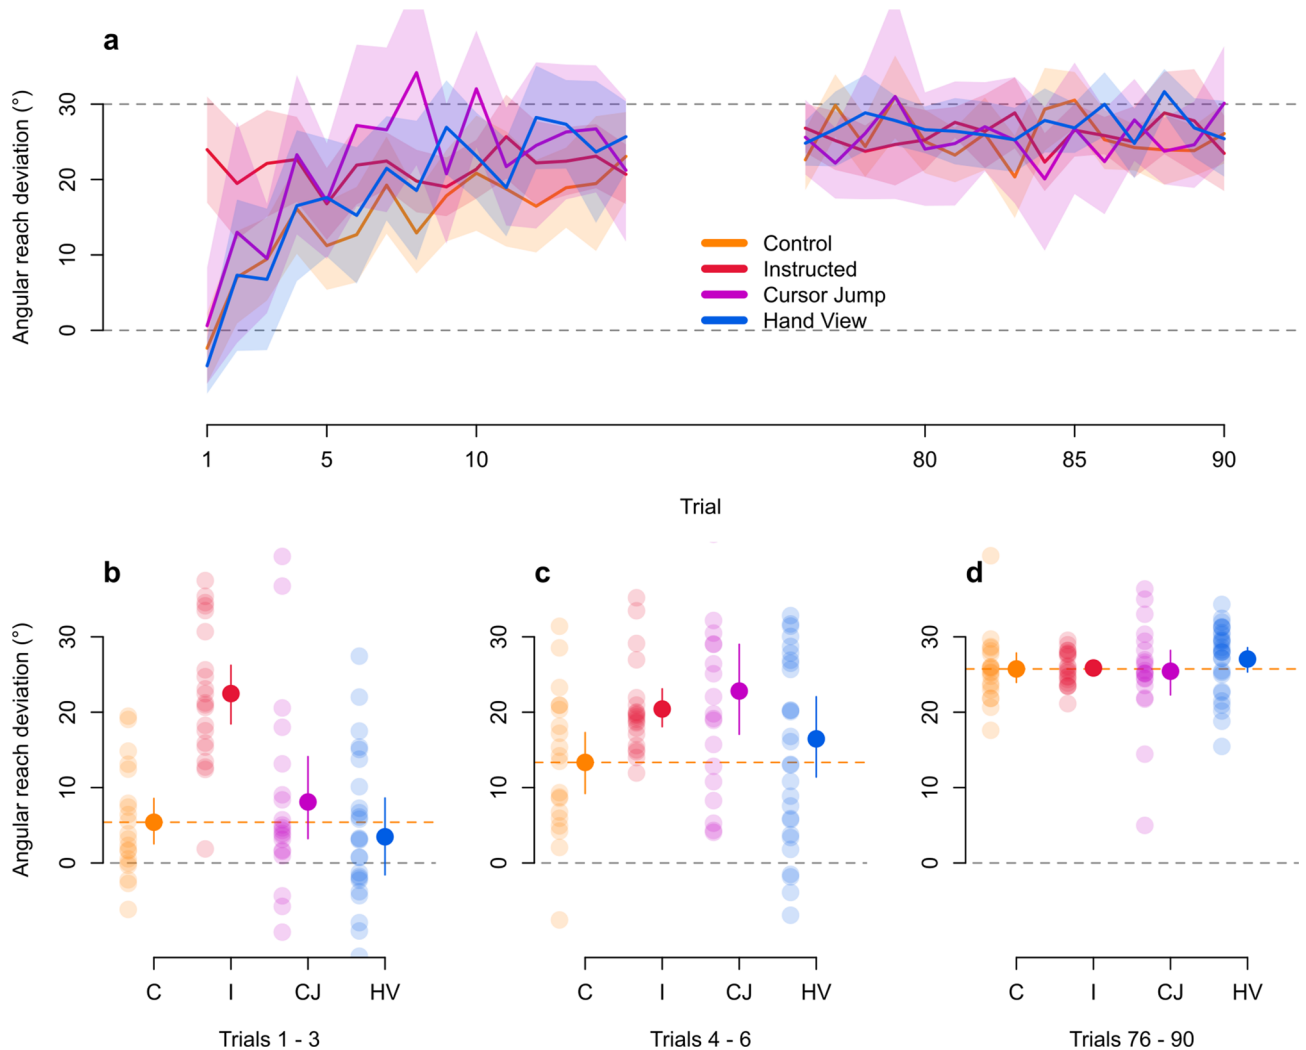 a
Angular reach deviation (°)
30
20
10
0
Control
Instructed
Cursor Jump
Hand View
1 5 10 80 85 90
Trial
b
Angular reach deviation (°)
30
20
10
0
C I CJ HV
Trials 1 - 3
c
30
20
10
0
C I CJ HV
Trials 4 - 6
d
30
20
10
0
C I CJ HV
Trials 76 - 90